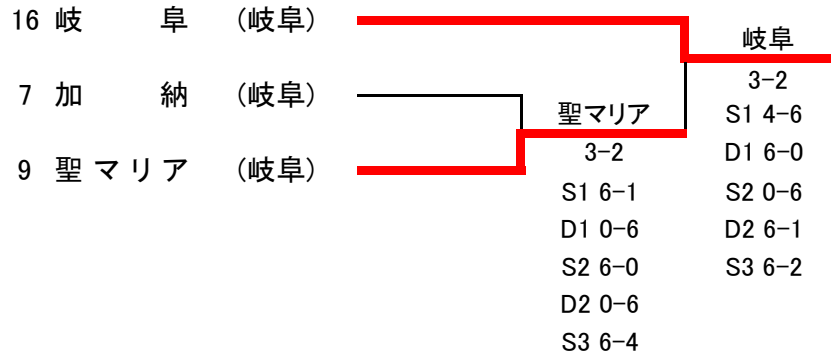 16 岐阜 (岐阜)
7 加納 (岐阜)
9 聖マリア (岐阜)
聖マリア
3-2
S1 6-1
D1 0-6
S2 6-0
D2 0-6
S3 6-4
岐阜
3-2
S1 4-6
D1 6-0
S2 0-6
D2 6-1
S3 6-2